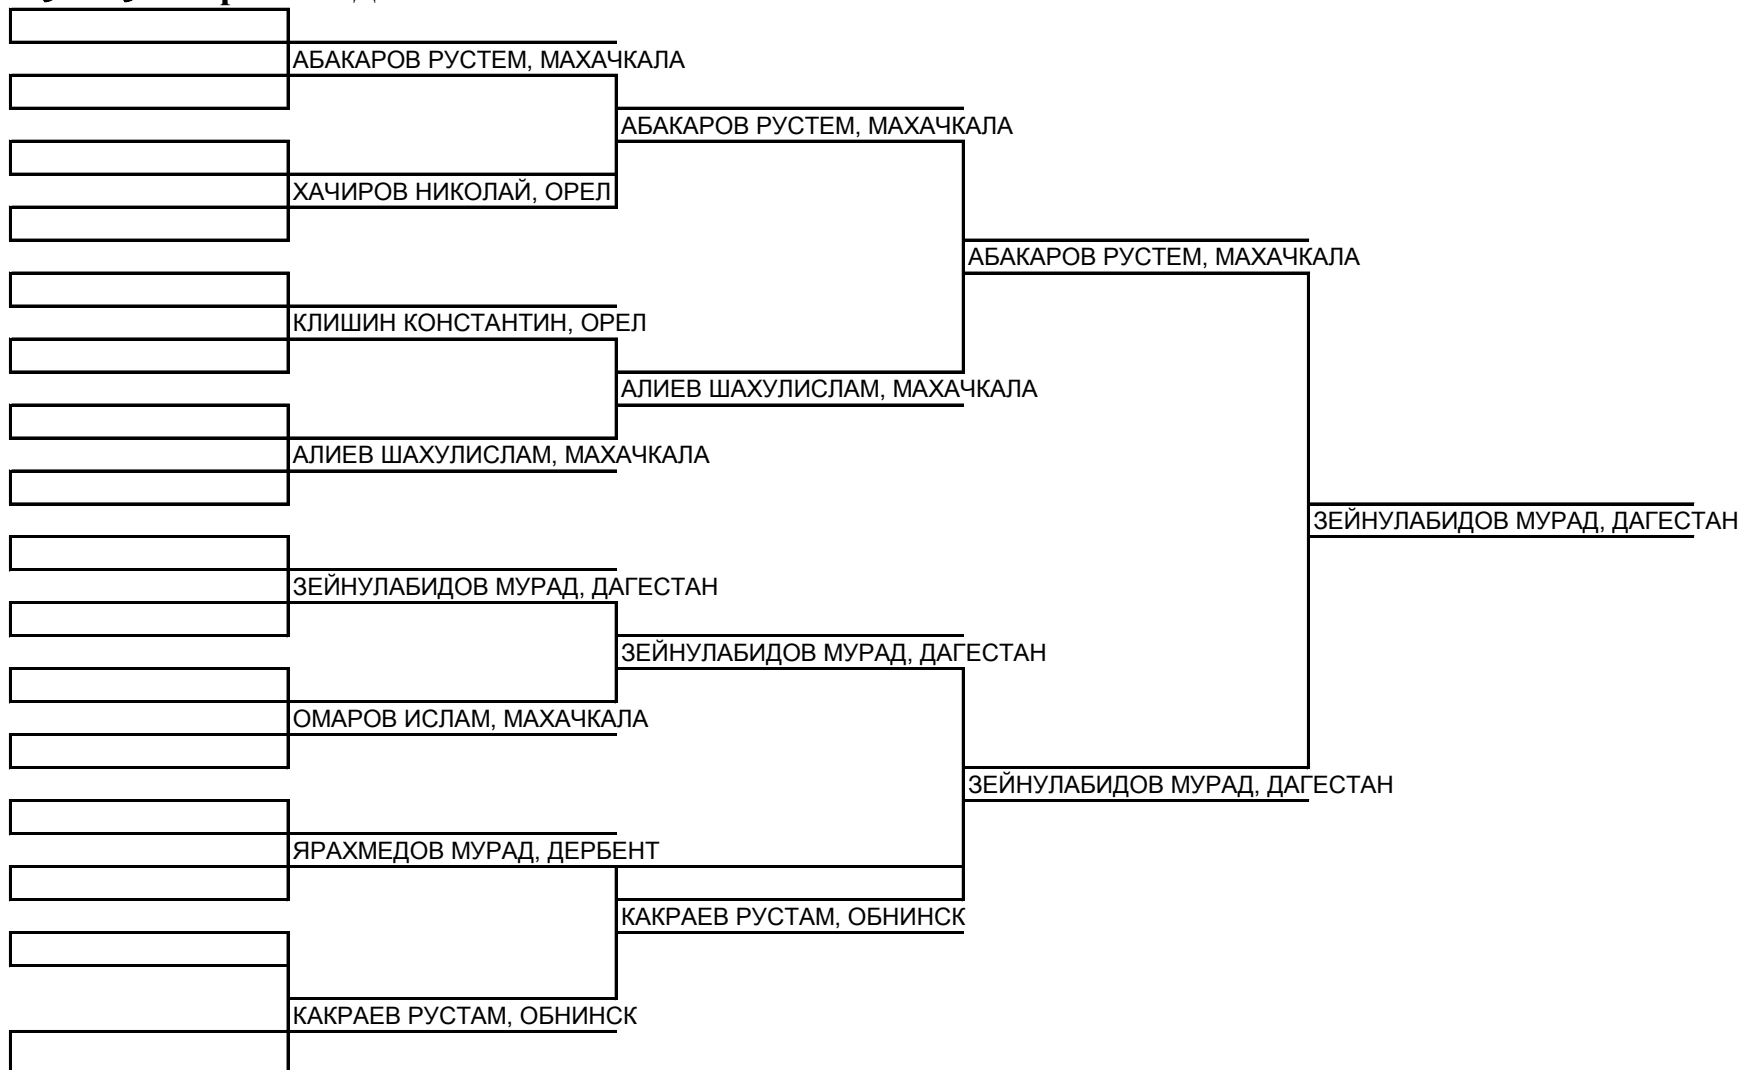 АБАКАРОВ РУСТЕМ, МАХАЧКАЛА
АБАКАРОВ РУСТЕМ, МАХАЧКАЛА
ХАЧИРОВ НИКОЛАЙ, ОРЕЛ
АБАКАРОВ РУСТЕМ, МАХАЧКАЛА
КЛИШИН КОНСТАНТИН, ОРЕЛ
АЛИЕВ ШАХУЛИСЛАМ, МАХАЧКАЛА
АЛИЕВ ШАХУЛИСЛАМ, МАХАЧКАЛА
ЗЕЙНУЛАБИДОВ МУРАД, ДАГЕСТАН
ЗЕЙНУЛАБИДОВ МУРАД, ДАГЕСТАН
ЗЕЙНУЛАБИДОВ МУРАД, ДАГЕСТАН
ОМАРОВ ИСЛАМ, МАХАЧКАЛА
ЗЕЙНУЛАБИДОВ МУРАД, ДАГЕСТАН
ЯРАХМЕДОВ МУРАД, ДЕРБЕНТ
КАКРАЕВ РУСТАМ, ОБНИНСК
КАКРАЕВ РУСТАМ, ОБНИНСК